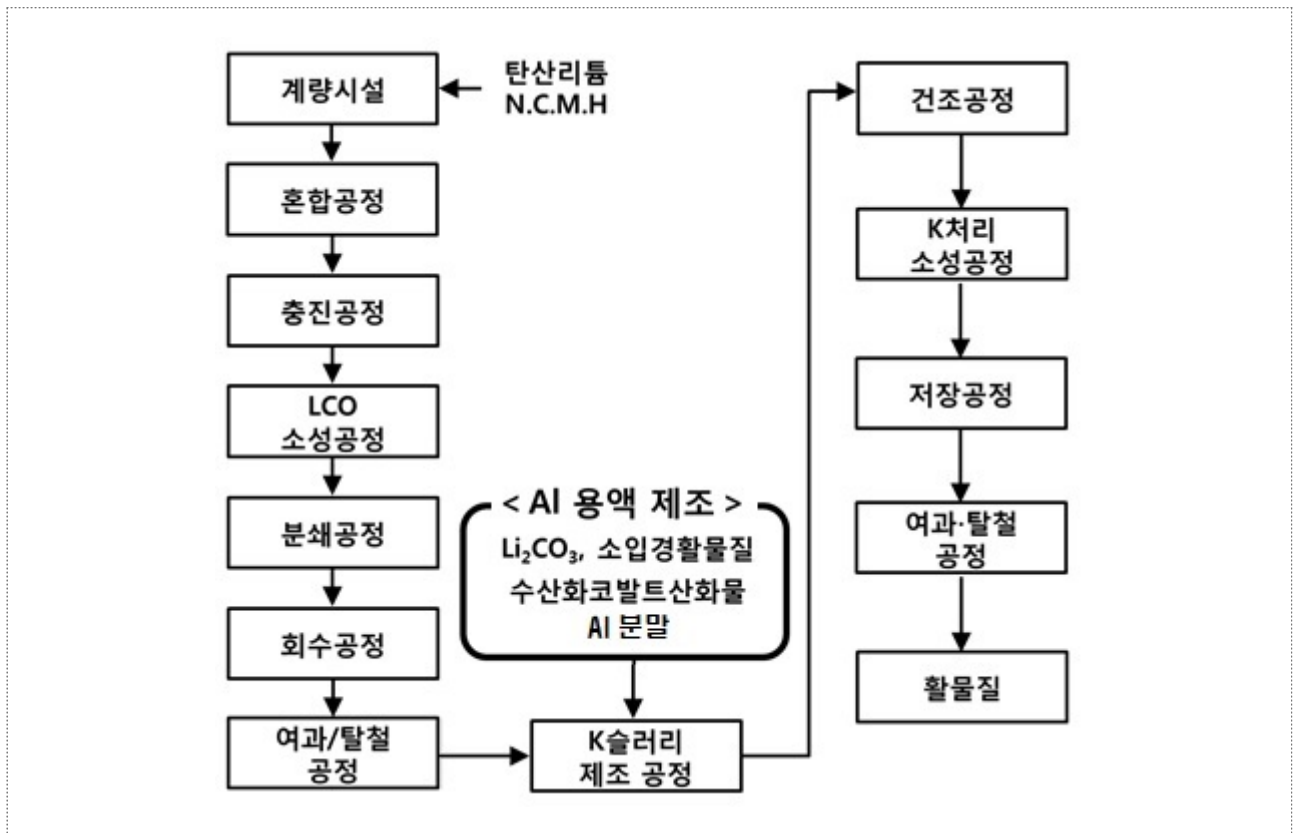 계량시설
탄산리튬
N.C.M.H
혼합공정
충진공정
LCO
소성공정
분쇄공정
회수공정
여과/탈철
공정
< Al 용액 제조 >
Li₂CO₃, 소입경활물질
수산화코발트산화물
Al 분말
K슬러리
제조 공정
건조공정
K처리
소성공정
저장공정
여과·탈철
공정
활물질